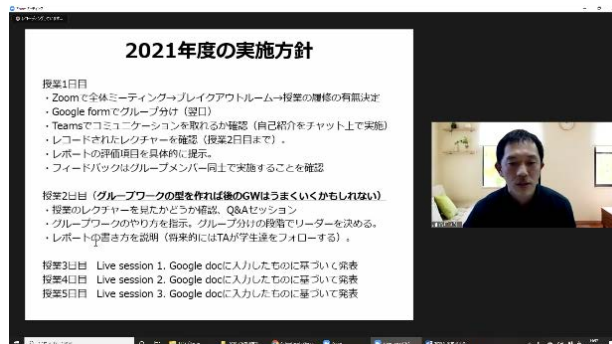 2021年度の実施方針
授業1日目
・Zoomで全体ミーティング→ブレイクアウトルーム→授業の履修の有無決定
・Google formでグループ分け（翌日）
・Teamsでコミュニケーションを取れるか確認（自己紹介をチャット上で実施）
・レコードされたレクチャーを確認（授業2日目まで）。
・レポートの評価項目を具体的に提示。
・フィードバックはグループメンバー同士で実施することを確認
授業2日目（グループワークの型を作れば後のGWはうまくいくかもしれない）
・授業のレクチャーを見たかどうか確認、Q&Aセッション
・グループワークのやり方を指示。グループ分けの段階でリーダーを決める。
・レポートの書き方を説明（将来的にはTAが学生達をフォローする）。
授業3日目 Live session 1. Google docに入力したものに基づいて発表
授業4日目 Live session 2. Google docに入力したものに基づいて発表
授業5日目 Live session 3. Google docに入力したものに基づいて発表